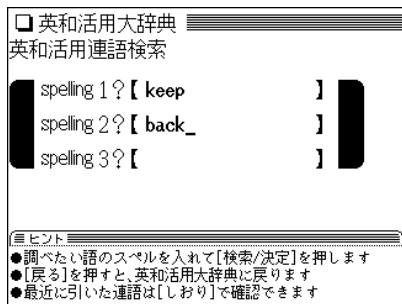 英和活用大辞典
英和活用連語検索
spelling 1?【 keep 】
spelling 2?【 back_ 】
spelling 3?【 】
ヒント
●調べたい語のスペルを入れて[検索/決定]を押します
●[戻る]を押すと、英和活用大辞典に戻ります
●最近に引いた連語は[しおり]で確認できます